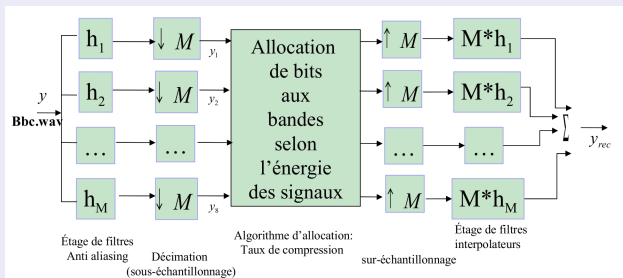 h1 ↓ M y1 ↑ M M*h1
h2 ↓ M y2 ↑ M M*h2
y
Bbc.wav
… … … …
hM ↓ M y8 ↑ M M*hM
Allocation
de bits
aux
bandes
selon
l’énergie
des signaux
∑
yrec
Étage de filtres
Anti aliasing
Décimation
(sous-échantillonnage)
Algorithme d’allocation:
Taux de compression
sur-échantillonnage
Étage de filtres
interpolateurs